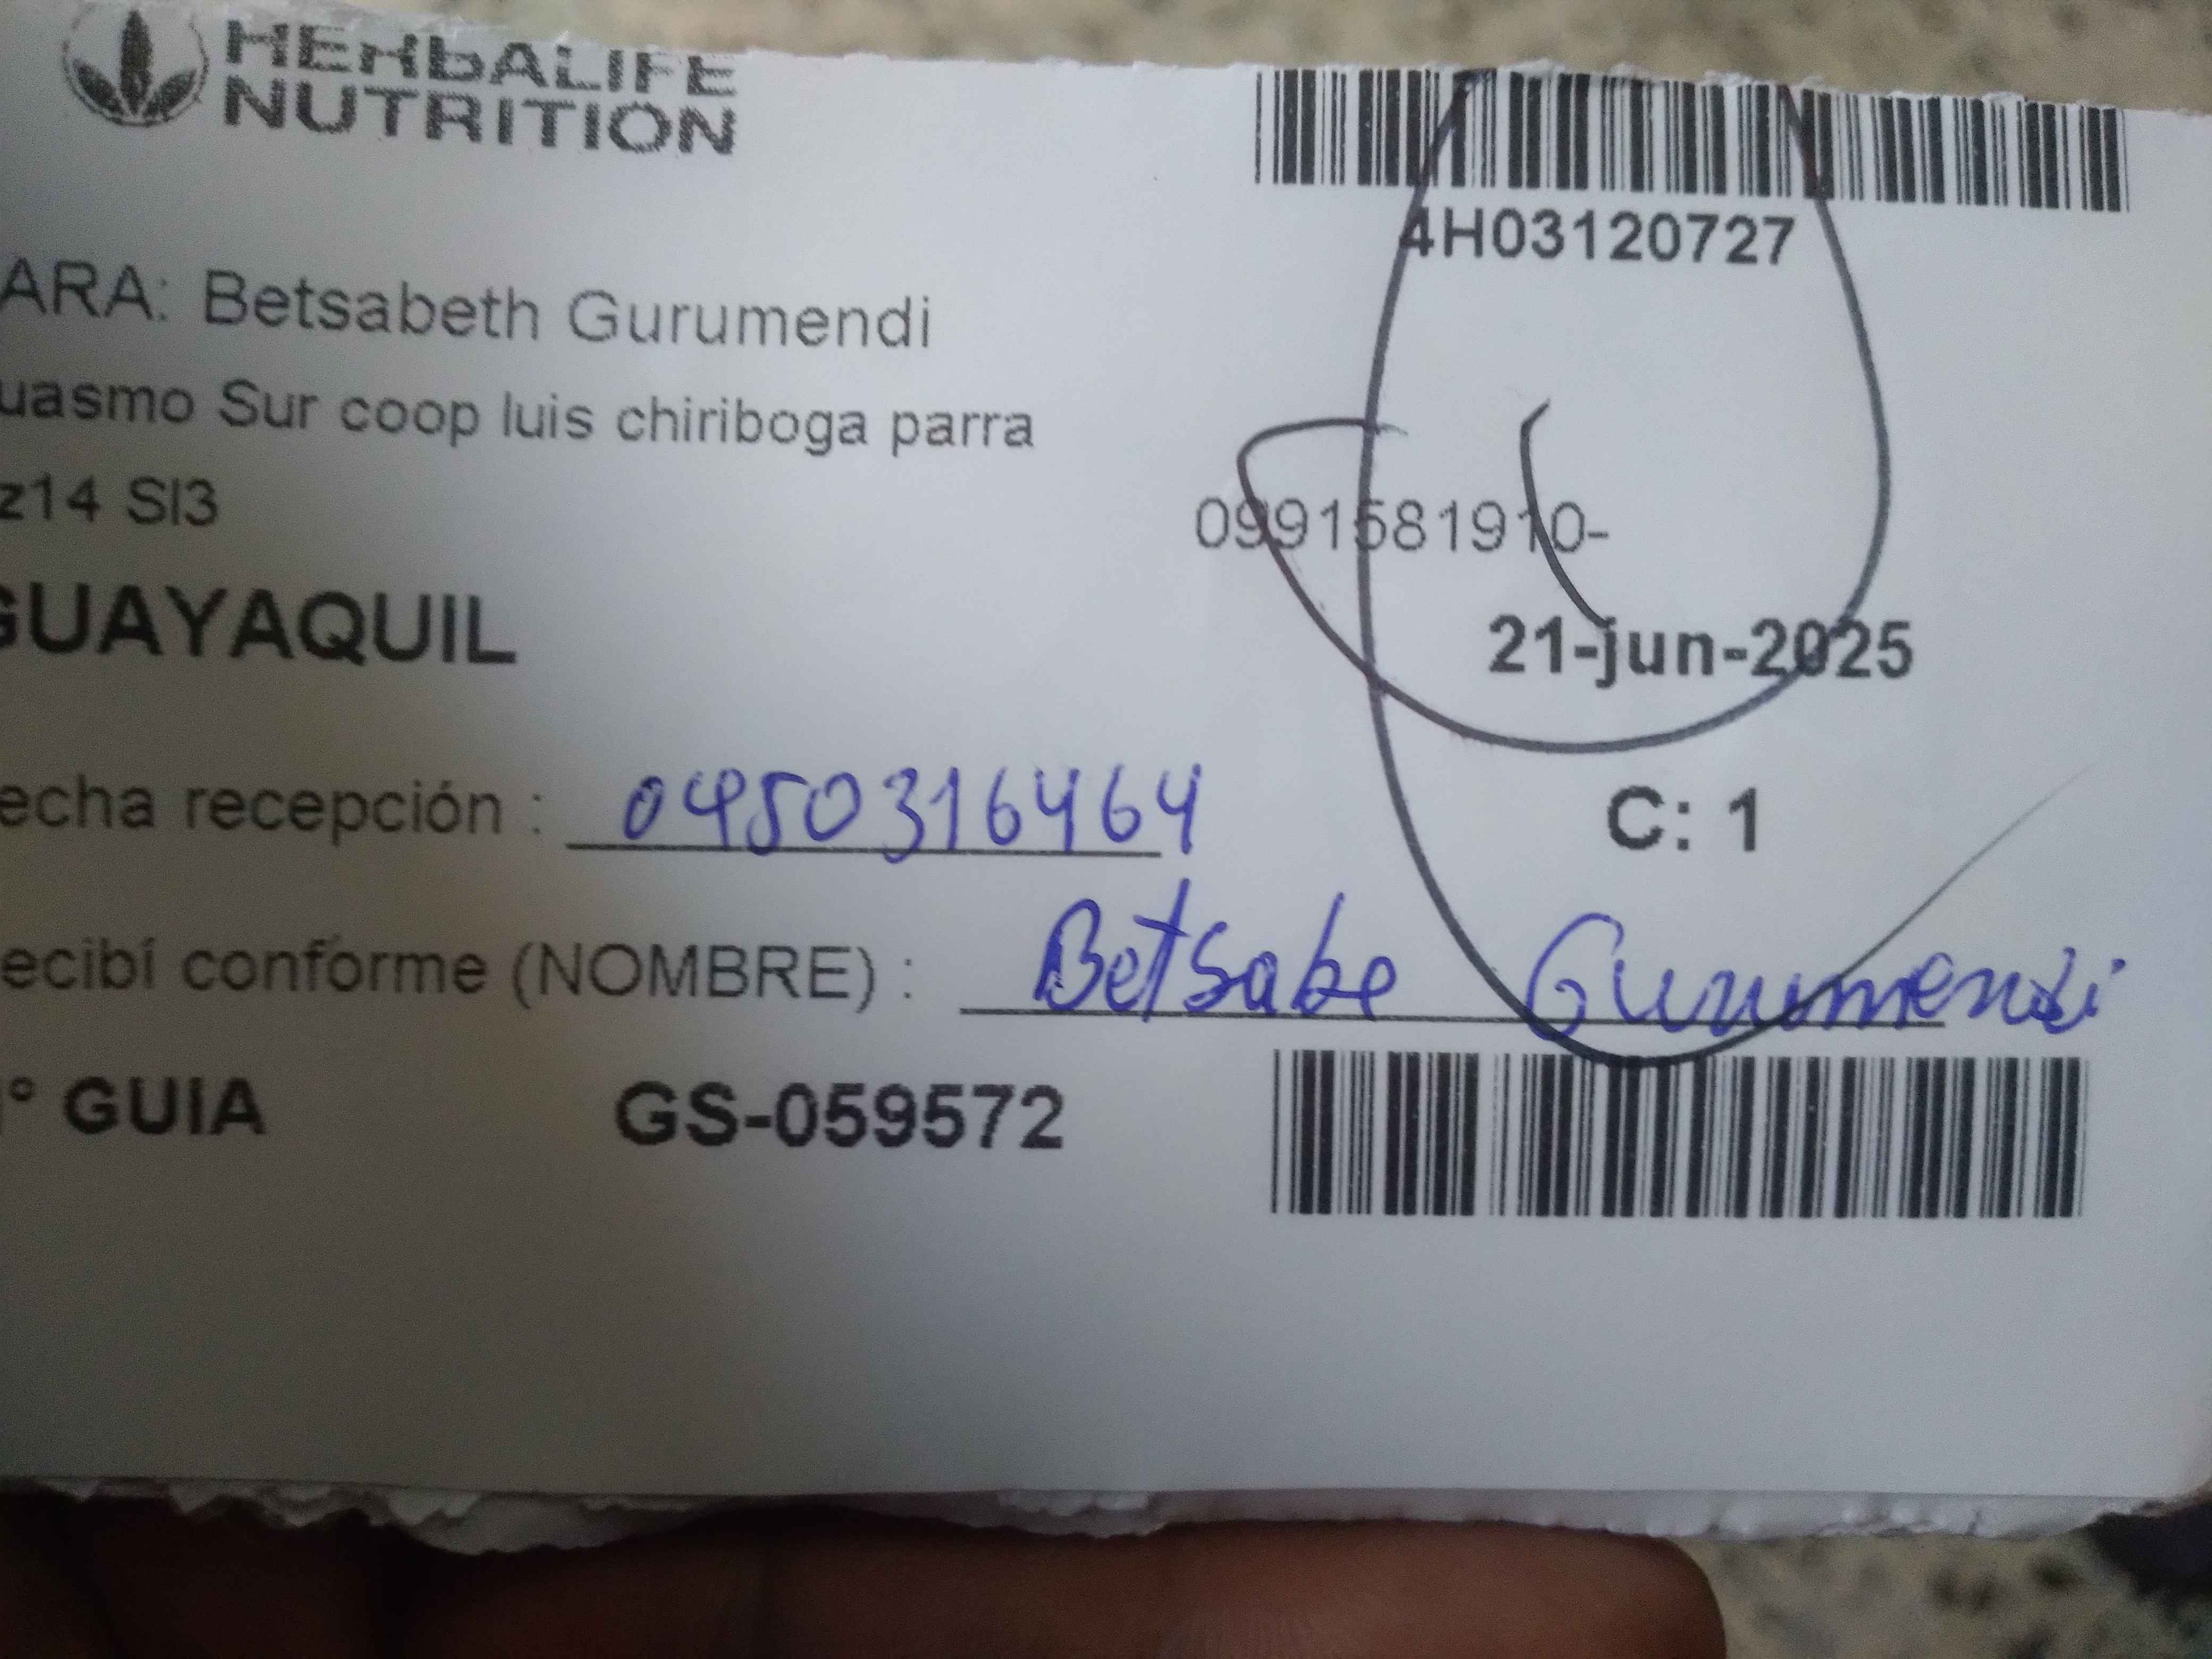 HERBALIFE
NUTRITION
4H03120727
ARA: Betsabeth Gurumendi
uasmo Sur coop luis chiriboga parra
z14 Sl3
0991581910-
GUAYAQUIL
21-jun-2025
echa recepción : 0950316464
C: 1
ecibí conforme (NOMBRE) : Betsabe Gurumendi
° GUIA GS-059572